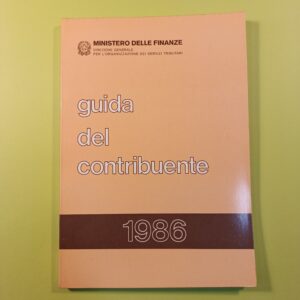 MINISTERO DELLE FINANZE
DIREZIONE GENERALE
PER L'ORGANIZZAZIONE DEI SERVIZI TRIBUTARI
guida
del
contribuente
1986